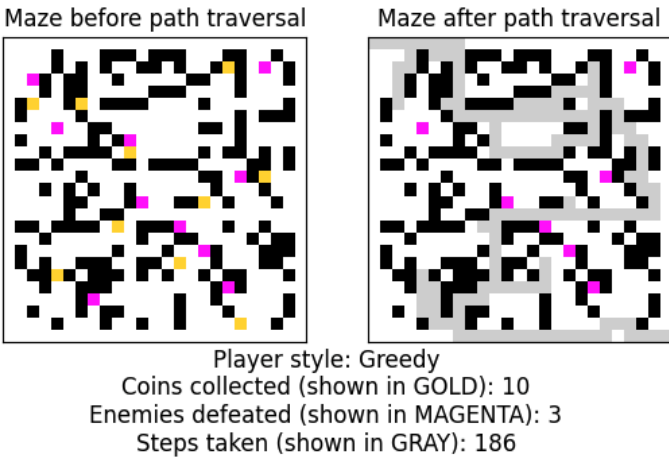 Maze before path traversal
Maze after path traversal
Player style: Greedy
Coins collected (shown in GOLD): 10
Enemies defeated (shown in MAGENTA): 3
Steps taken (shown in GRAY): 186